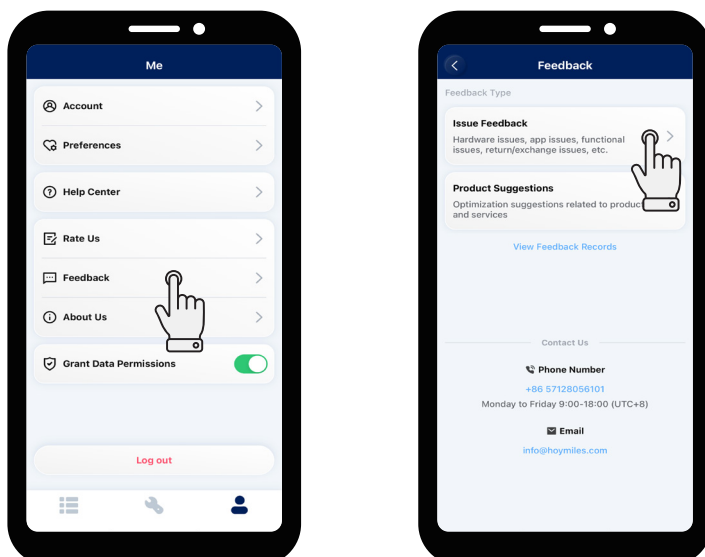 Me
Account
Preferences
Help Center
Rate Us
Feedback
About Us
Grant Data Permissions
Log out
Feedback
Feedback Type
Issue Feedback
Hardware issues, app issues, functional
issues, return/exchange issues, etc.
Product Suggestions
Optimization suggestions related to produc
and services
View Feedback Records
Contact Us
Phone Number
+86 57128056101
Monday to Friday 9:00-18:00 (UTC+8)
Email
info@hoymiles.com